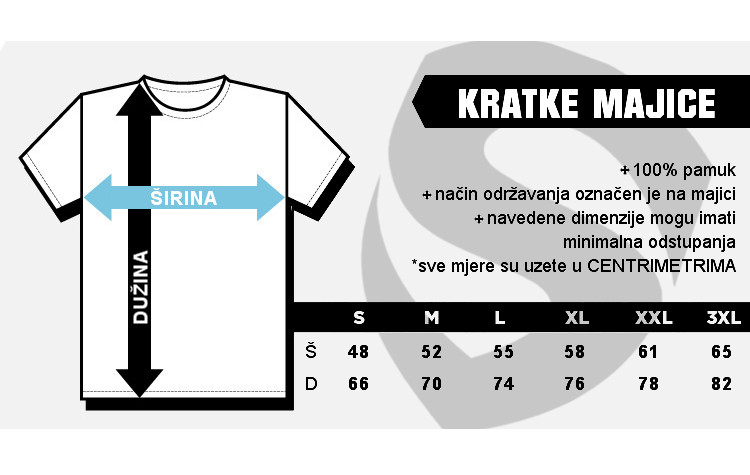 KRATKE MAJICE
+100% pamuk
+način održavanja označen je na majici
+navedene dimenzije mogu imati
minimalna odstupanja
*sve mjere su uzete u CENTRIMETRIMA
ŠIRINA
DUŽINA
S M L XL XXL 3XL
Š 48 52 55 58 61 65
D 66 70 74 76 78 82